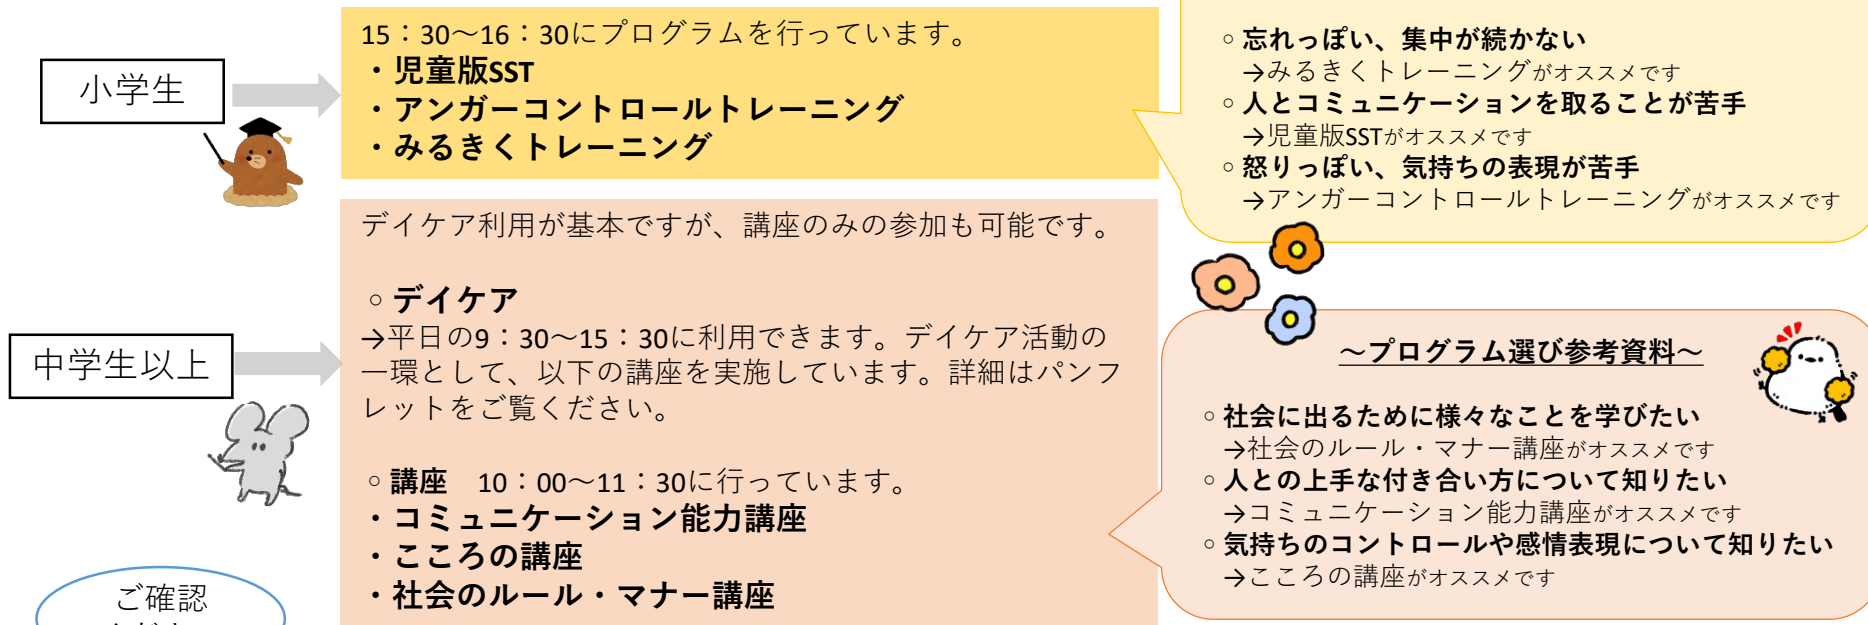 小学生
15：30～16：30にプログラムを行っています。
・児童版SST
・アンガーコントロールトレーニング
・みるきくトレーニング
○ 忘れっぽい、集中が続かない
→みるきくトレーニングがオススメです
○ 人とコミュニケーションを取ることが苦手
→児童版SSTがオススメです
○ 怒りっぽい、気持ちの表現が苦手
→アンガーコントロールトレーニングがオススメです
中学生以上
デイケア利用が基本ですが、講座のみの参加も可能です。
○ デイケア
→平日の9：30～15：30に利用できます。デイケア活動の
一環として、以下の講座を実施しています。詳細はパンフ
レットをご覧ください。
○ 講座　10：00～11：30に行っています。
・コミュニケーション能力講座
・こころの講座
・社会のルール・マナー講座
～プログラム選び参考資料～
○ 社会に出るために様々なことを学びたい
→社会のルール・マナー講座がオススメです
○ 人との上手な付き合い方について知りたい
→コミュニケーション能力講座がオススメです
○ 気持ちのコントロールや感情表現について知りたい
→こころの講座がオススメです
ご確認